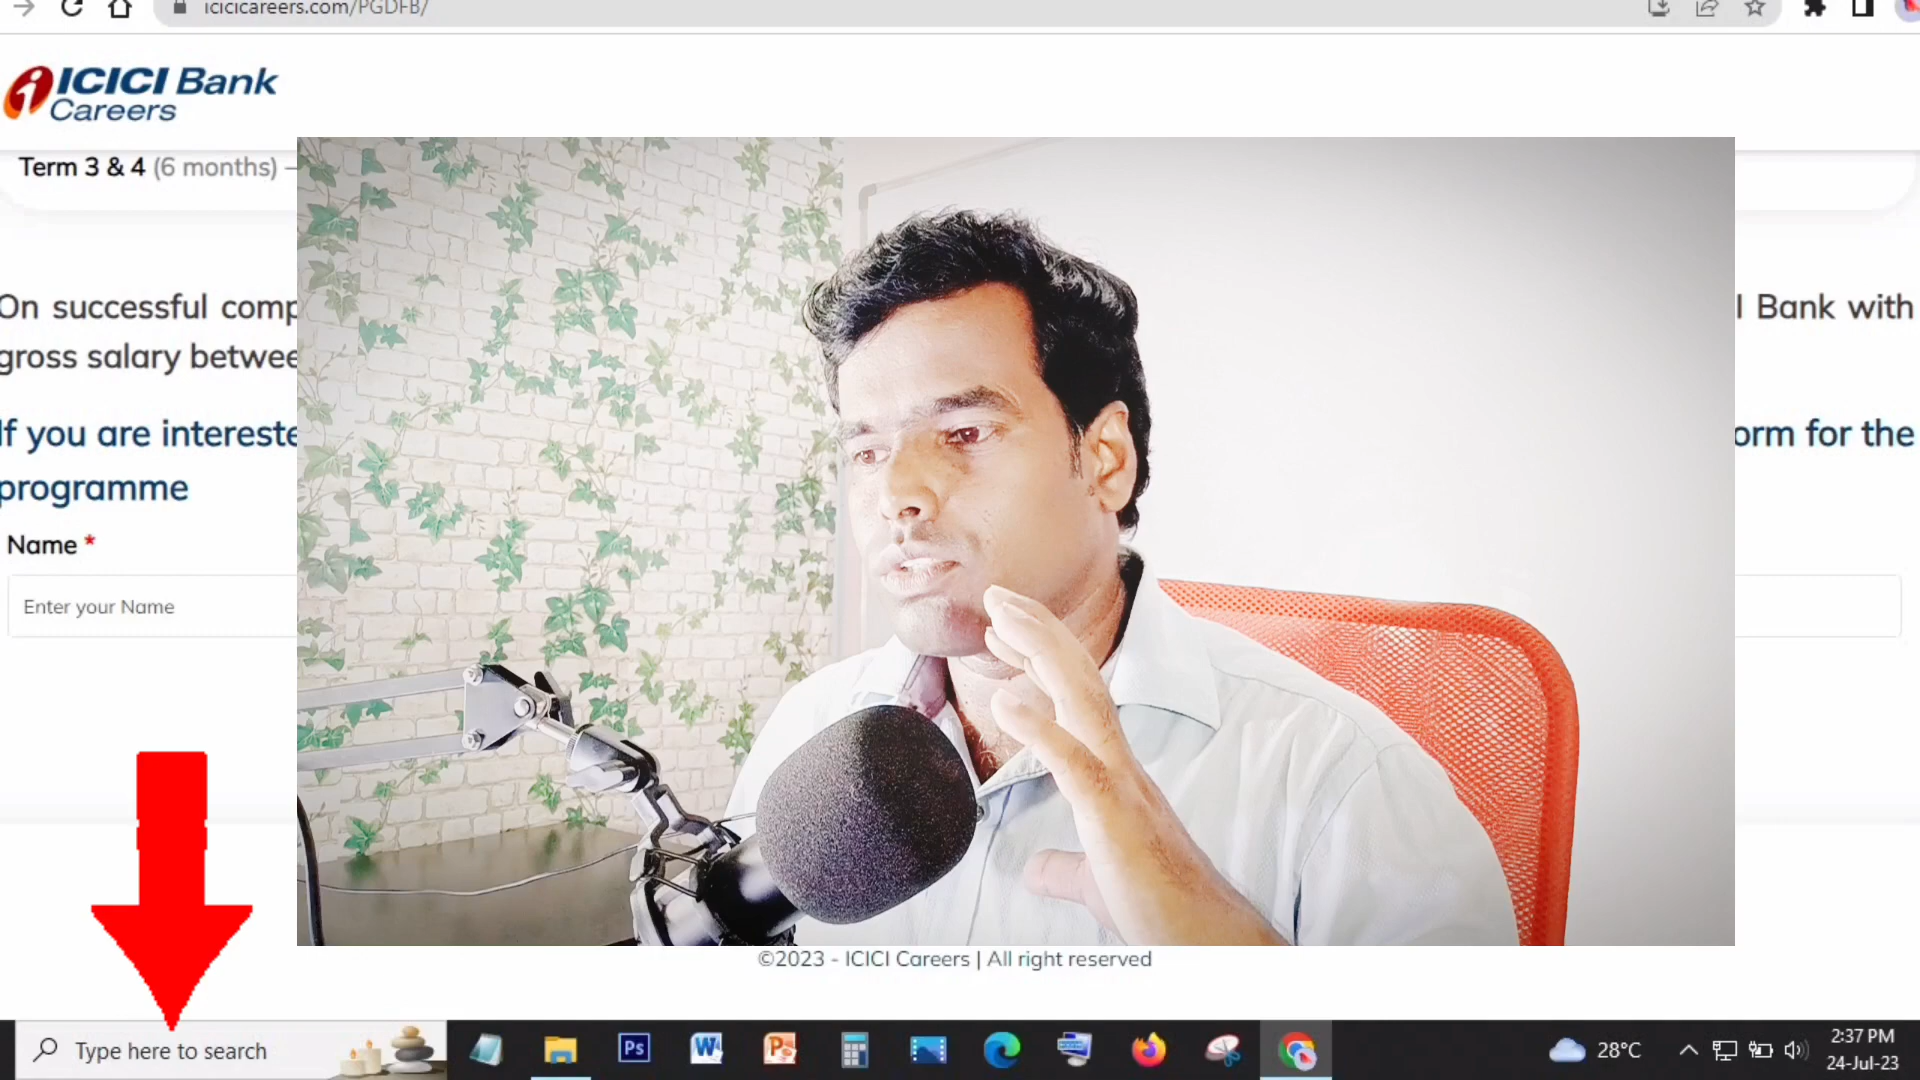 icicicareers.com/PGDFB/
ICICI Bank
Careers
Term 3 & 4 (6 months) –
On successful comp
l Bank with
gross salary betwee
If you are intereste
orm for the
programme
Name *
Enter your Name
©2023 - ICICI Careers | All right reserved
Type here to search
Ps
W
P
28°C
2:37 PM
24-Jul-23